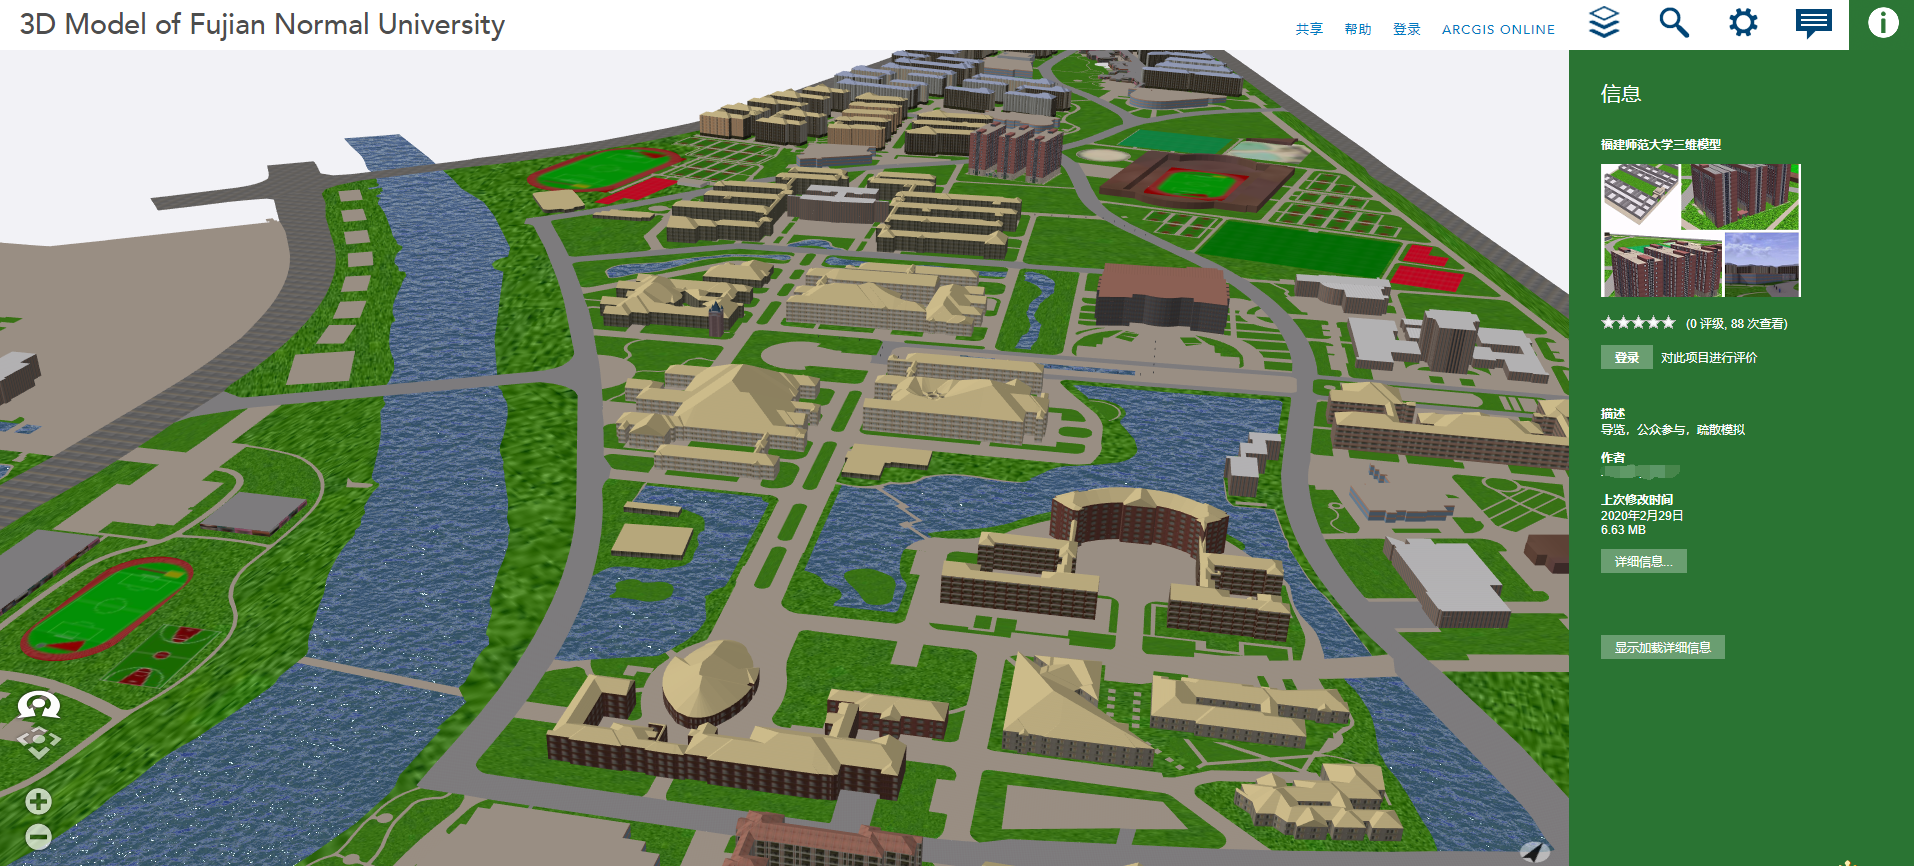 3D Model of Fujian Normal University
共享 帮助 登录 ARCGIS ONLINE
信息
福建师范大学三维模型
(0 评级, 88 次查看)
登录 对此项目进行评价
描述
导览，公众参与，疏散模拟
作者
上次修改时间
2020年2月29日
6.63 MB
详细信息...
显示加载详细信息